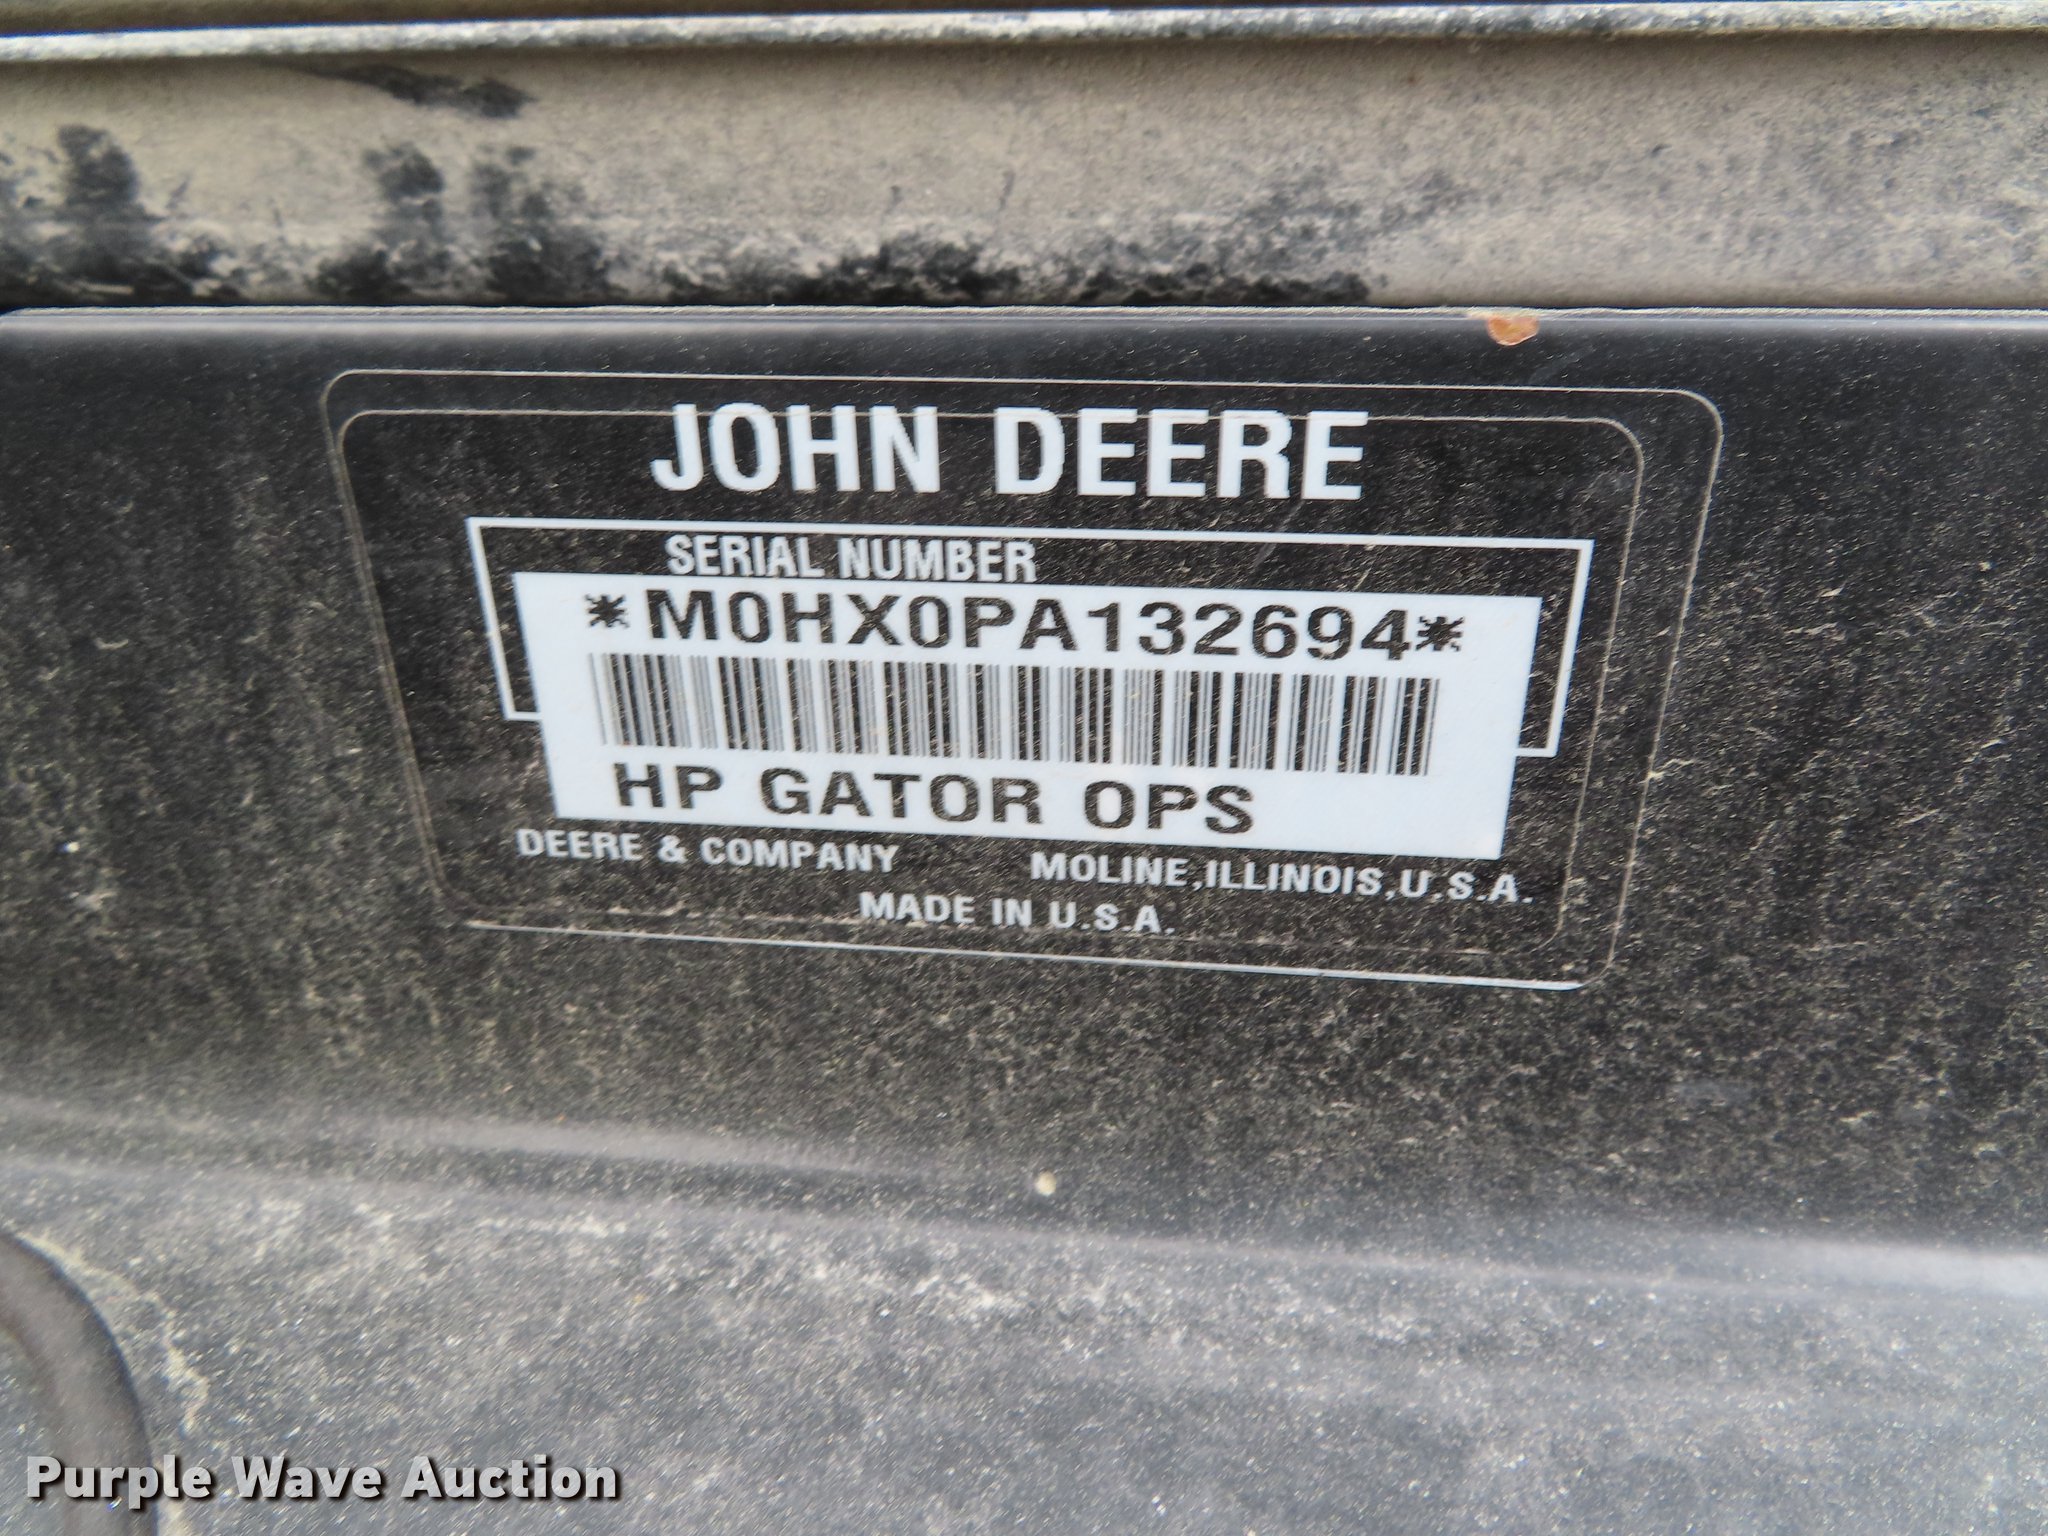 JOHN DEERE
SERIAL NUMBER
*M0HX0PA132694*
HP GATOR OPS
DEERE & COMPANY MOLINE,ILLINOIS,U.S.A.
MADE IN U.S.A.
Purple Wave Auction